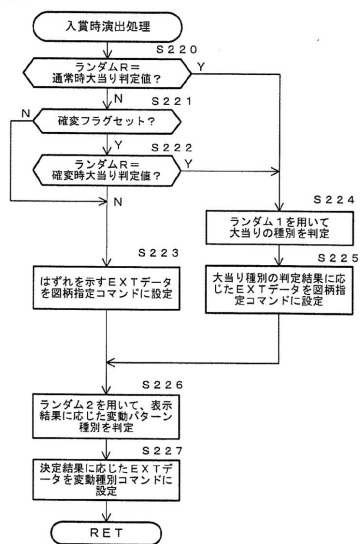 入賞時演出処理
S220
ランダムR=
通常時大当り判定値?
Y
N
S221
N
確変フラグセット?
Y
S222
ランダムR=
確変時大当り判定値?
Y
N
S224
ランダム1を用いて
大当りの種別を判定
S223
はずれを示すEXTデータ
を図柄指定コマンドに設定
S225
大当り種別の判定結果に応
じたEXTデータを図柄指
定コマンドに設定
S226
ランダム2を用いて、表示
結果に応じた変動パターン
種別を判定
S227
決定結果に応じたEXTデ
ータを変動種別コマンドに
設定
RET